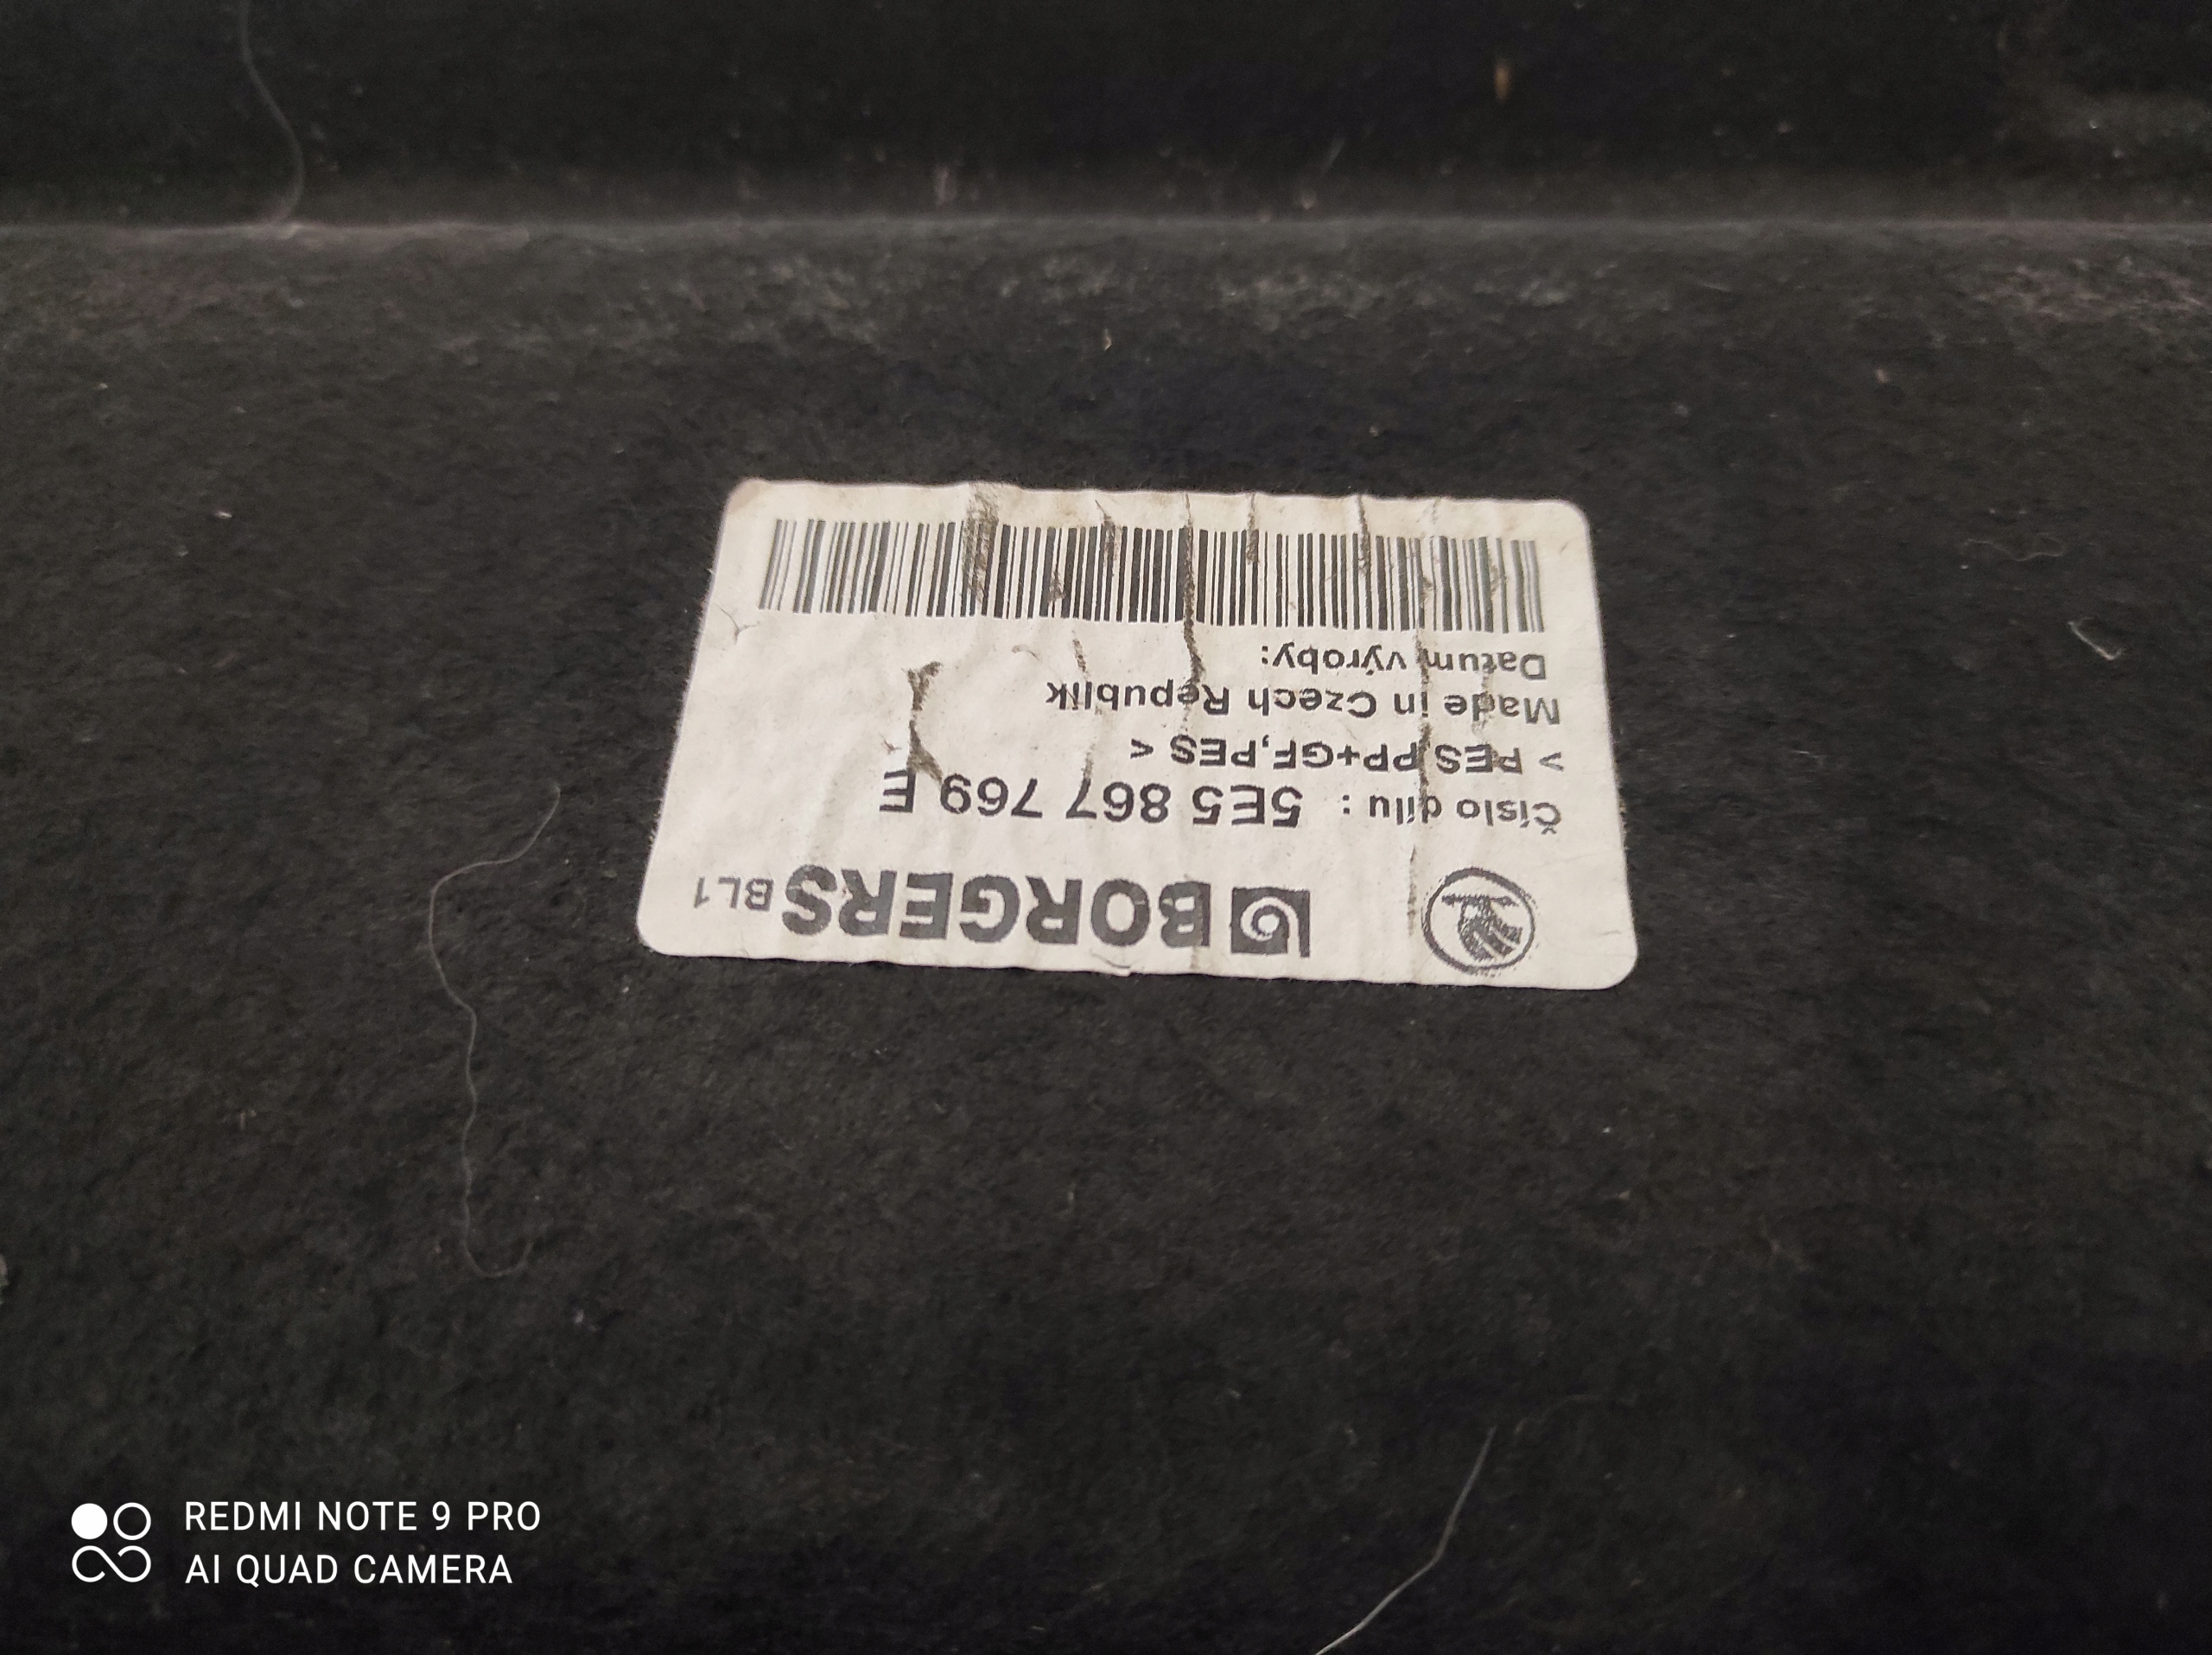 BORGERS BL1
Číslo dílu : 5E5 867 769 E
> PES,PP+GF,PES <
Made in Czech Republik
Datum výroby:
REDMI NOTE 9 PRO
AI QUAD CAMERA